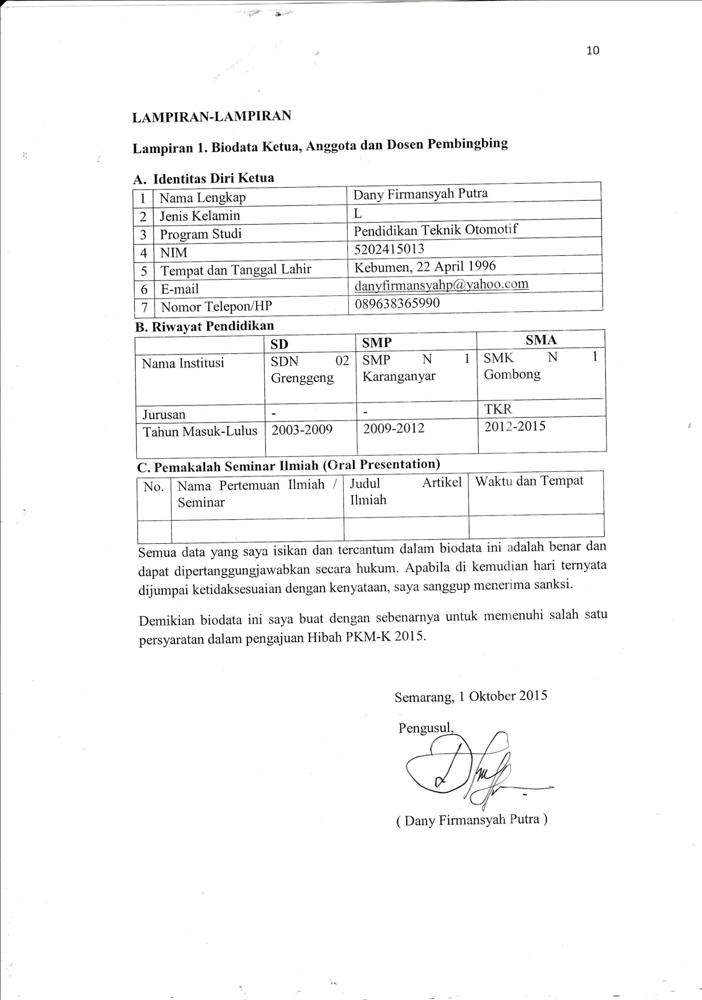 10
LAMPIRAN-LAMPIRAN
Lampiran 1. Biodata Ketua, Anggota dan Dosen Pembingbing
A. Identitas Diri Ketua
1 Nama Lengkap Dany Firmansyah Putra
2 Jenis Kelamin L
3 Program Studi Pendidikan Teknik Otomotif
4 NIM 5202415013
5 Tempat dan Tanggal Lahir Kebumen, 22 April 1996
6 E-mail danyfirmansyahp@yahoo.com
7 Nomor Telepon/HP 089638365990
B. Riwayat Pendidikan
SD SMP SMA
Nama Institusi SDN 02 SMP N 1 SMK N 1
Grenggeng Karanganyar Gombong
Jurusan - - TKR
Tahun Masuk-Lulus 2003-2009 2009-2012 2012-2015
C. Pemakalah Seminar Ilmiah (Oral Presentation)
No. Nama Pertemuan Ilmiah / Judul Artikel Waktu dan Tempat
Seminar Ilmiah
Semua data yang saya isikan dan tercantum dalam biodata ini adalah benar dan
dapat dipertanggungjawabkan secara hukum. Apabila di kemudian hari ternyata
dijumpai ketidaksesuaian dengan kenyataan, saya sanggup menerima sanksi.
Demikian biodata ini saya buat dengan sebenarnya untuk memenuhi salah satu
persyaratan dalam pengajuan Hibah PKM-K 2015.
Semarang, 1 Oktober 2015
Pengusul,
( Dany Firmansyah Putra )